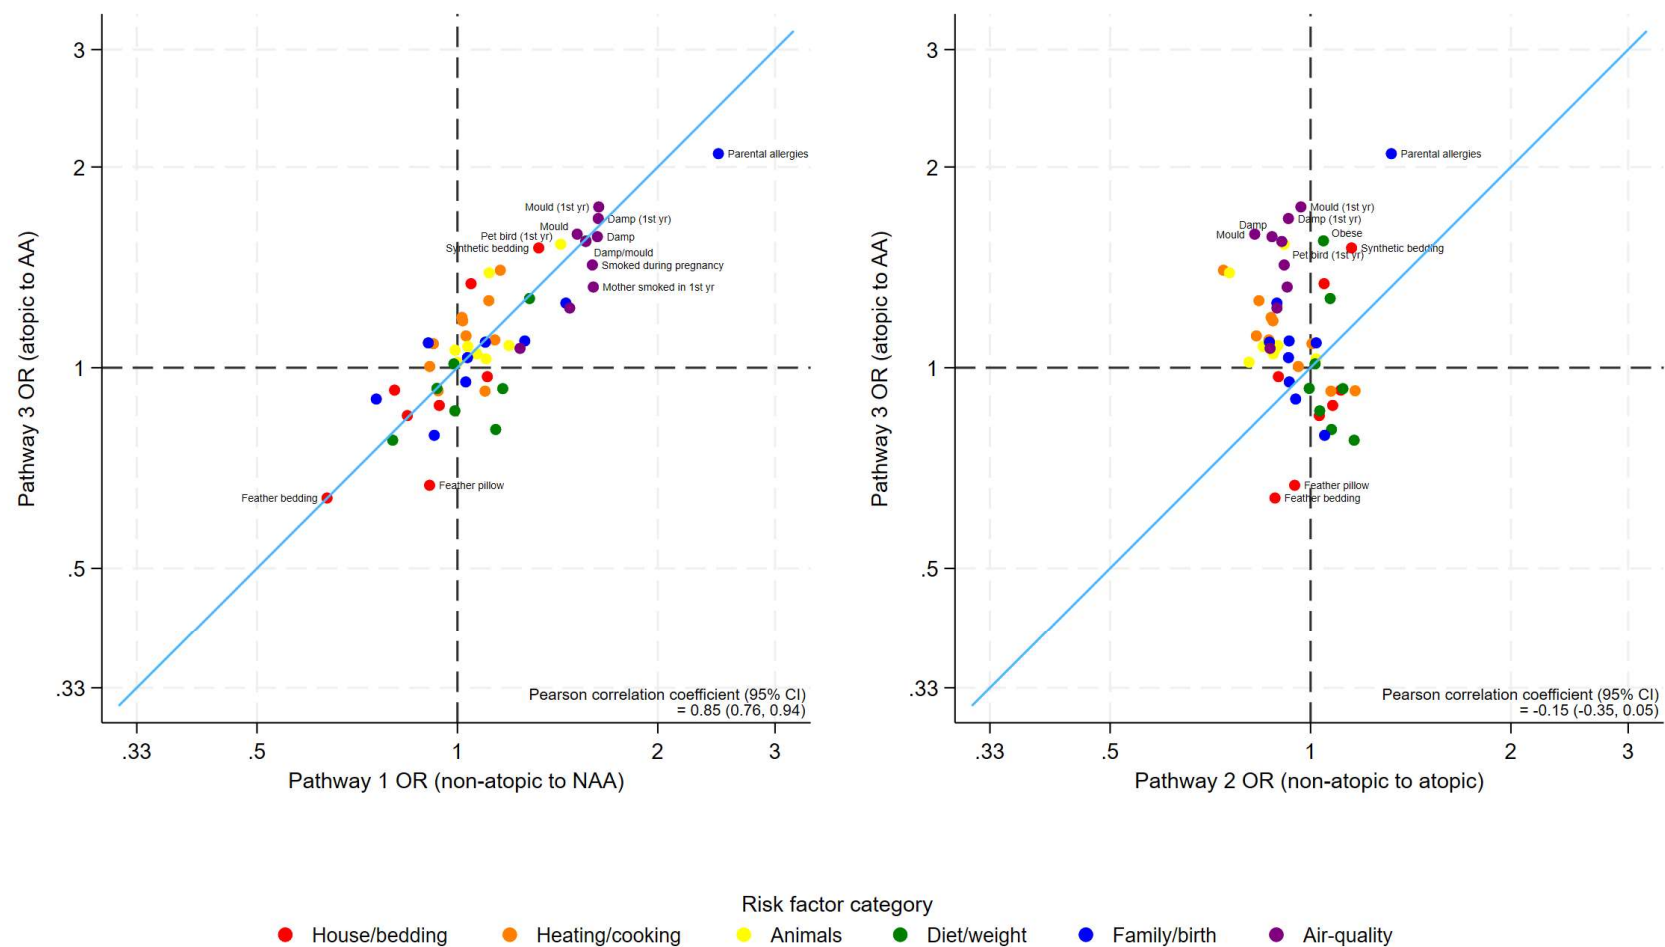 3
2
1
.5
.33
Pathway 3 OR (atopic to AA)
Parental allergies
Mould (1st yr)
Damp (1st yr)
Mould
Pet bird (1st yr)
Damp
Synthetic bedding
Damp/mould
Smoked during pregnancy
Mother smoked in 1st yr
Feather pillow
Feather bedding
Pearson correlation coefficient (95% CI)
= 0.85 (0.76, 0.94)
.33
.5
1
2
3
Pathway 1 OR (non-atopic to NAA)
3
2
1
.5
.33
Pathway 3 OR (atopic to AA)
Parental allergies
Mould (1st yr)
Damp (1st yr)
Damp
Mould
Obese
Synthetic bedding
Pet bird (1st yr)
Feather pillow
Feather bedding
Pearson correlation coefficient (95% CI)
= -0.15 (-0.35, 0.05)
.33
.5
1
2
3
Pathway 2 OR (non-atopic to atopic)
Risk factor category
House/bedding
Heating/cooking
Animals
Diet/weight
Family/birth
Air-quality